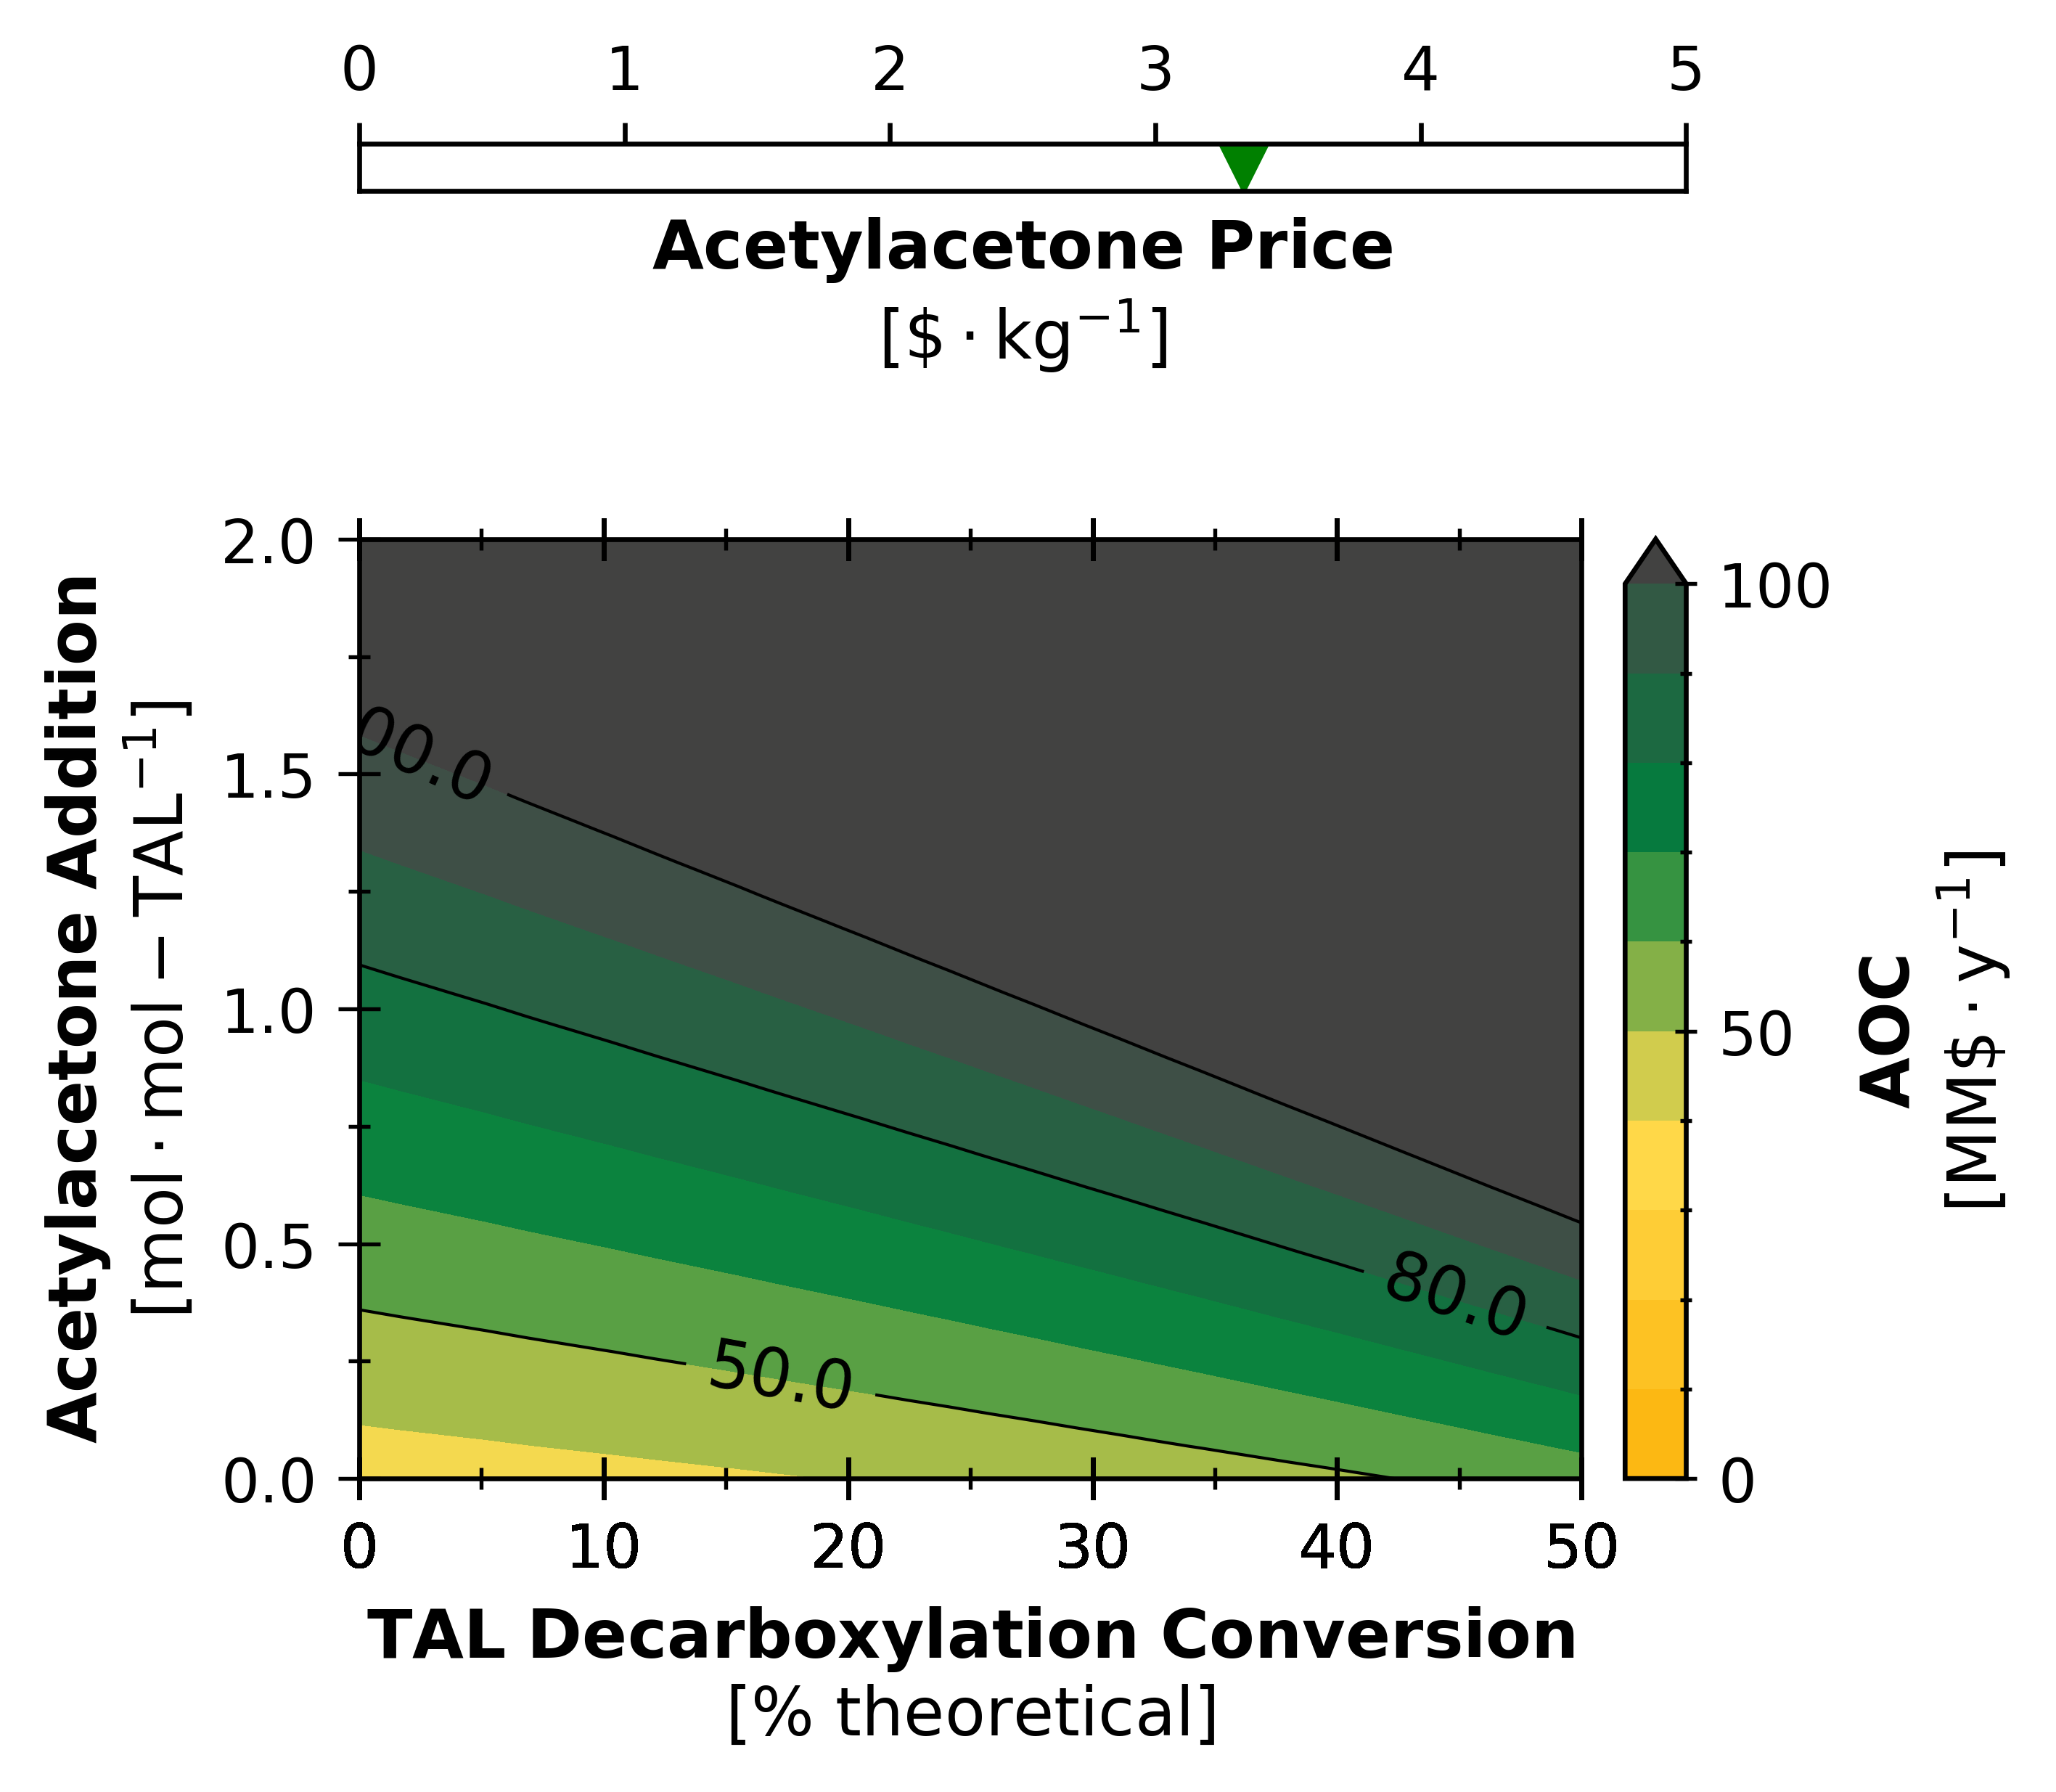 0 1 2 3 4 5
Acetylacetone Price
[$ · kg⁻¹]
Acetylacetone Addition
[mol · mol − TAL⁻¹]
2.0
1.5
1.0
0.5
0.0
00.0
80.0
50.0
0 10 20 30 40 50
TAL Decarboxylation Conversion
[% theoretical]
100
50
0
AOC
[MM$ · y⁻¹]